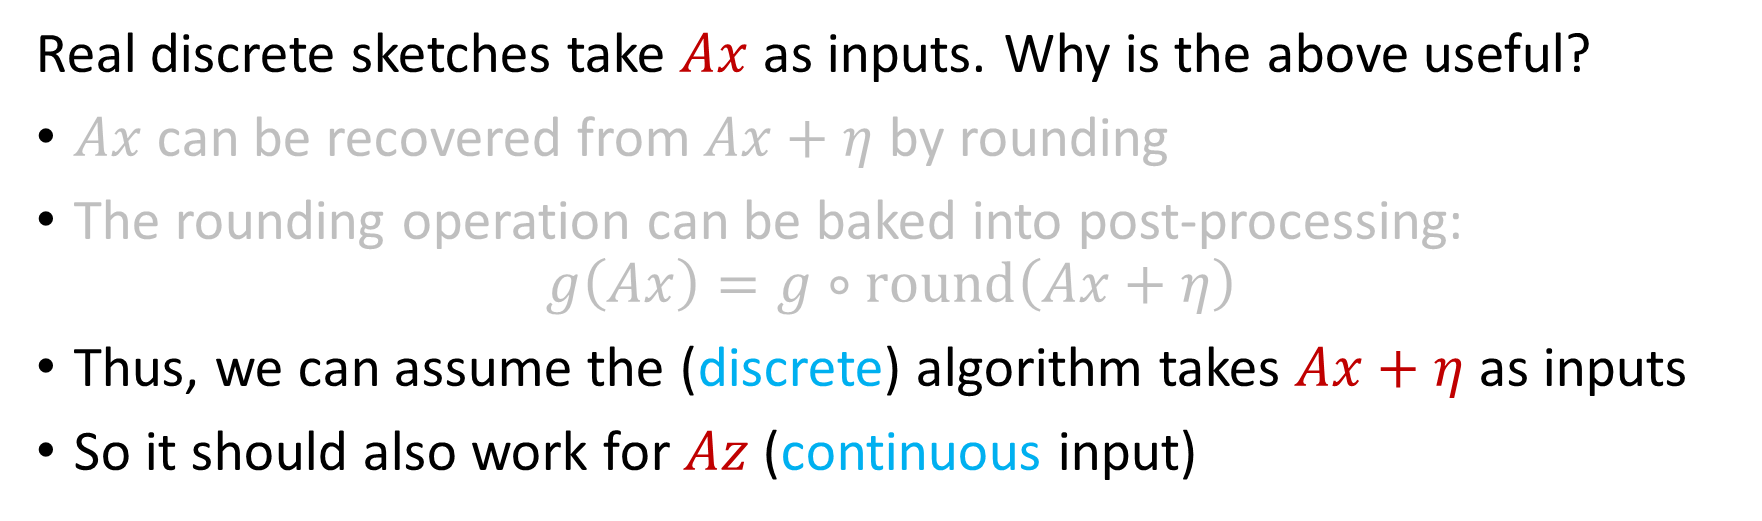 Real discrete sketches take Ax as inputs. Why is the above useful?
• Ax can be recovered from Ax + η by rounding
• The rounding operation can be baked into post-processing:
g(Ax) = g ∘ round(Ax + η)
• Thus, we can assume the (discrete) algorithm takes Ax + η as inputs
• So it should also work for Az (continuous input)